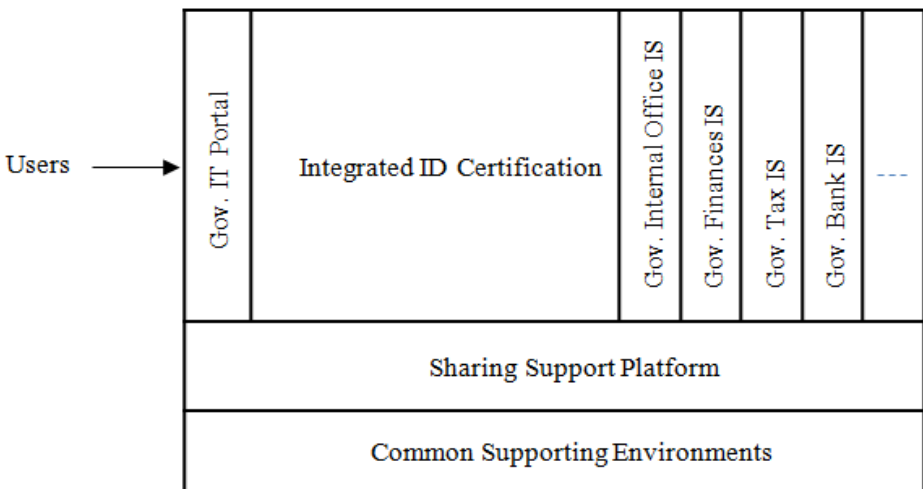 Users
Gov. IT Portal
Integrated ID Certification
Gov. Internal Office IS
Gov. Finances IS
Gov. Tax IS
Gov. Bank IS
---
Sharing Support Platform
Common Supporting Environments